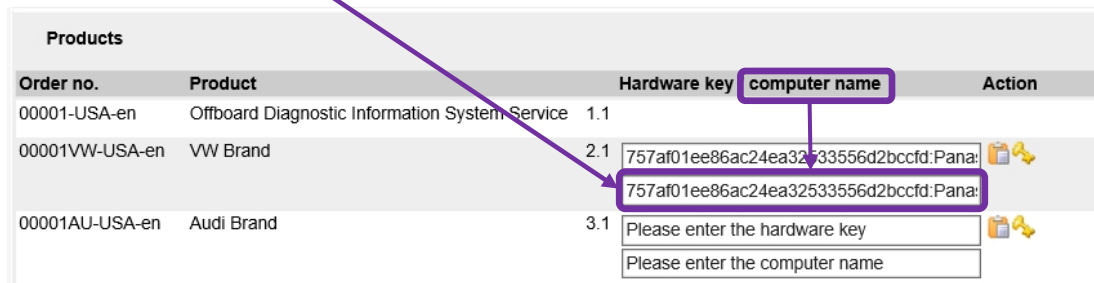 Products
Order no. Product Hardware key computer name Action
00001-USA-en Offboard Diagnostic Information System Service 1.1
00001VW-USA-en VW Brand 2.1 757af01ee86ac24ea32533556d2bccfd:Panas
757af01ee86ac24ea32533556d2bccfd:Panas
00001AU-USA-en Audi Brand 3.1 Please enter the hardware key
Please enter the computer name